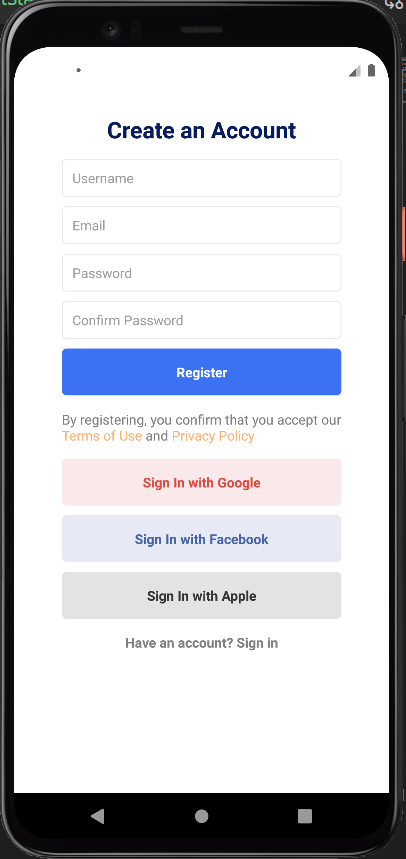 Create an Account
Username
Email
Password
Confirm Password
Register
By registering, you confirm that you accept our
Terms of Use and Privacy Policy
Sign In with Google
Sign In with Facebook
Sign In with Apple
Have an account? Sign in